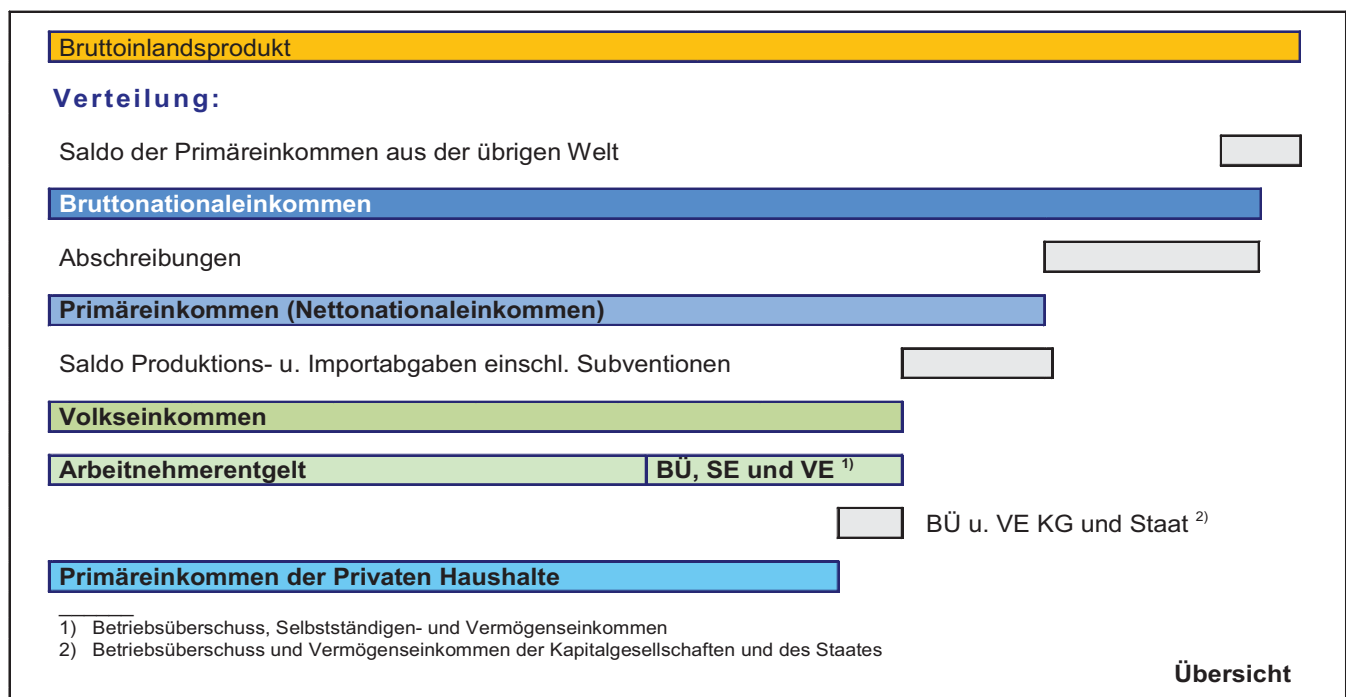 Bruttoinlandsprodukt
Verteilung:
Saldo der Primäreinkommen aus der übrigen Welt
Bruttonationaleinkommen
Abschreibungen
Primäreinkommen (Nettonationaleinkommen)
Saldo Produktions- u. Importabgaben einschl. Subventionen
Volkseinkommen
Arbeitnehmerentgelt BÜ, SE und VE 1)
BÜ u. VE KG und Staat 2)
Primäreinkommen der Privaten Haushalte
1) Betriebsüberschuss, Selbstständigen- und Vermögenseinkommen
2) Betriebsüberschuss und Vermögenseinkommen der Kapitalgesellschaften und des Staates
Übersicht